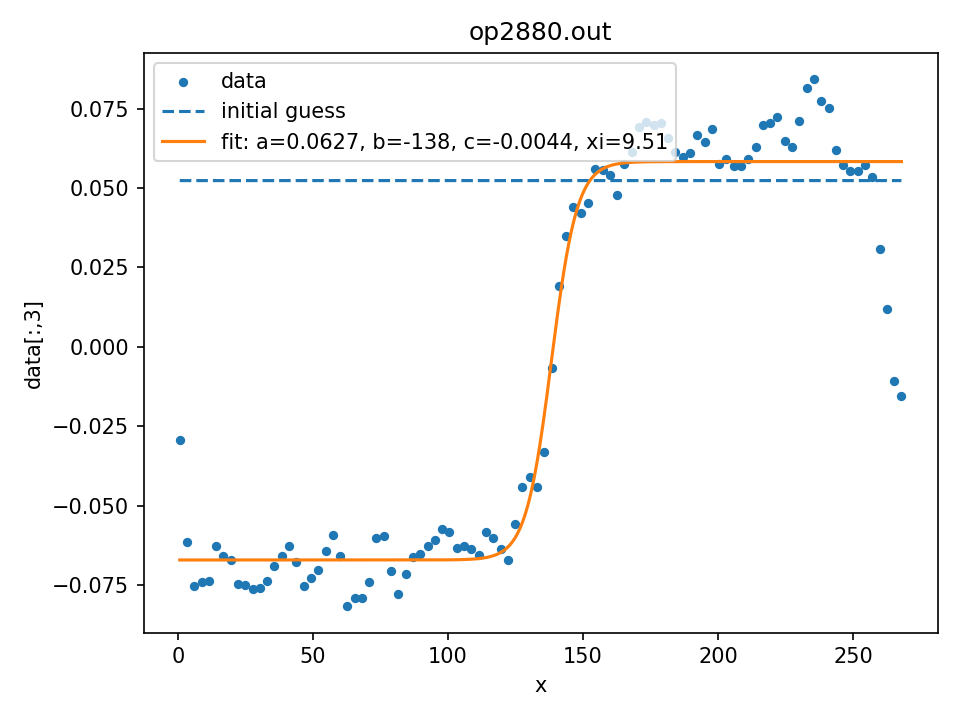 op2880.out
data
initial guess
fit: a=0.0627, b=-138, c=-0.0044, xi=9.51
0.075
0.050
0.025
0.000
−0.025
−0.050
−0.075
data[:,3]
0 50 100 150 200 250
x